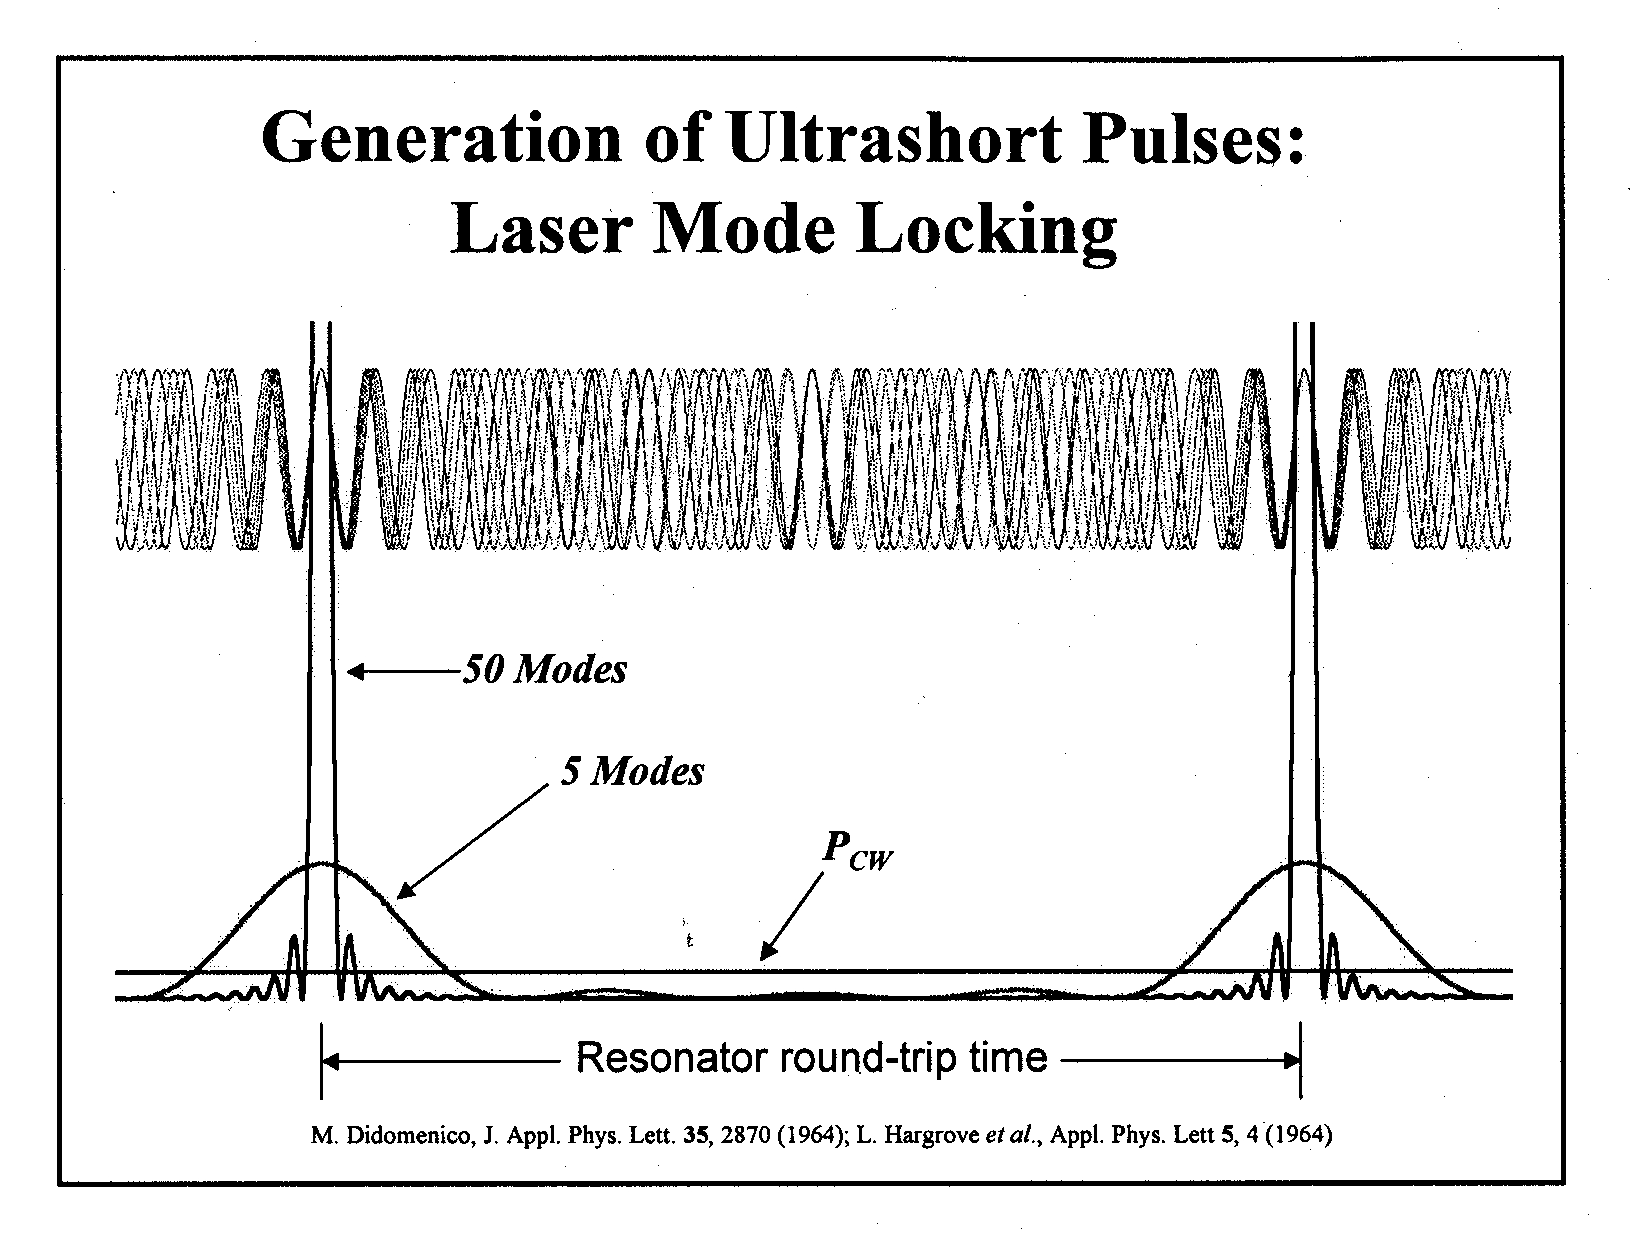 Generation of Ultrashort Pulses:
Laser Mode Locking
50 Modes
5 Modes
P_CW
t
Resonator round-trip time
M. Didomenico, J. Appl. Phys. Lett. 35, 2870 (1964); L. Hargrove et al., Appl. Phys. Lett 5, 4 (1964)